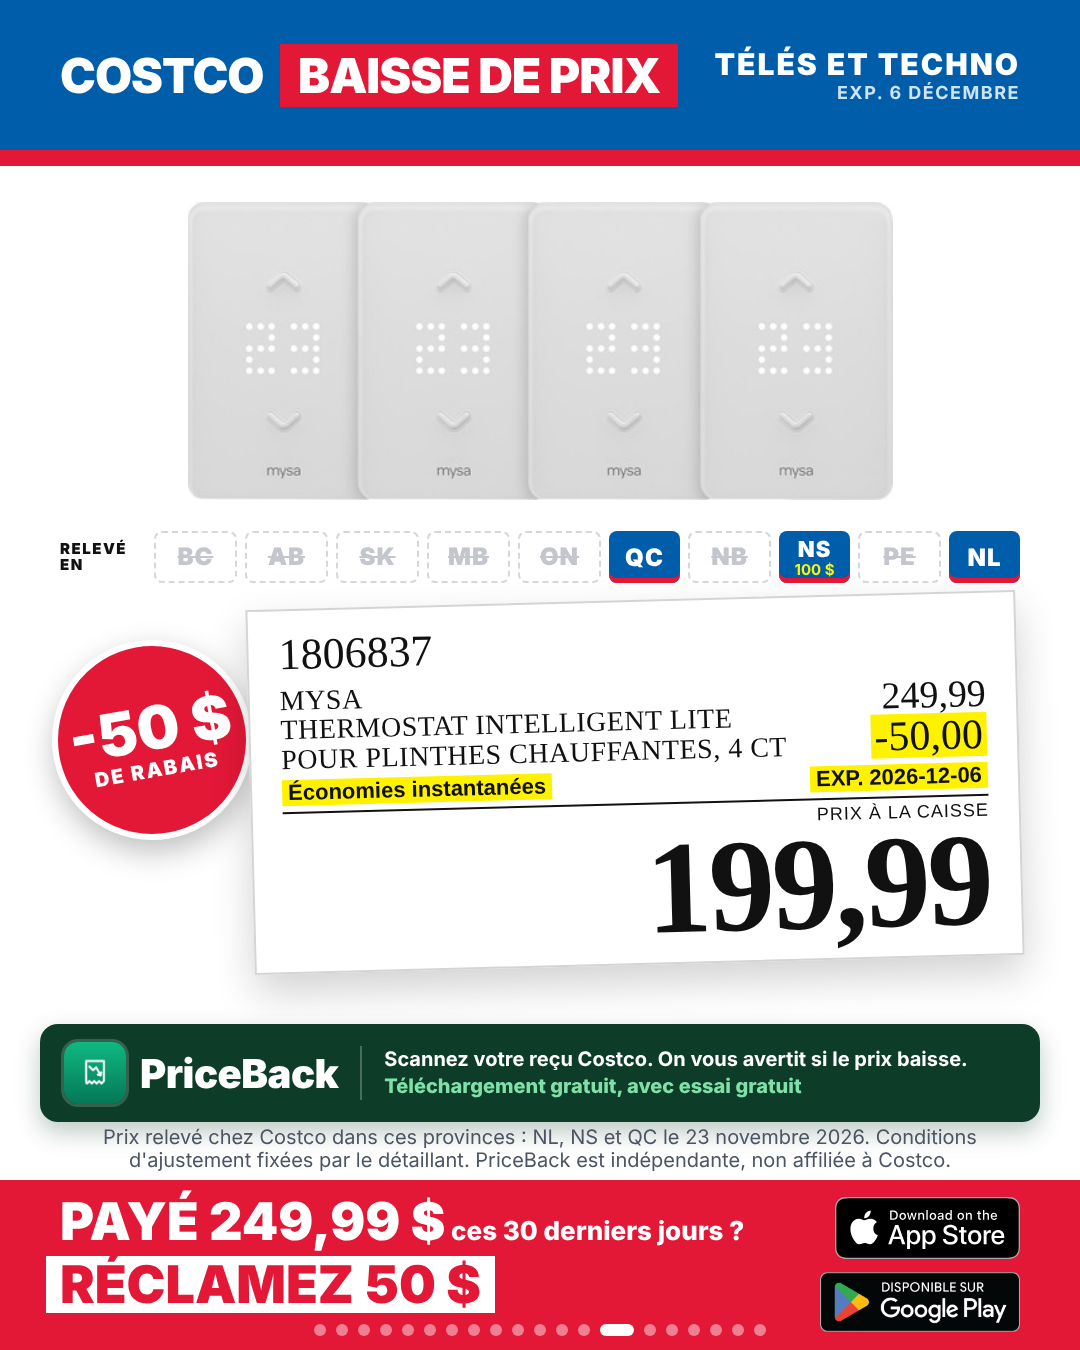 COSTCO BAISSE DE PRIX
TÉLÉS ET TECHNO
EXP. 6 DÉCEMBRE
23 23 23 23
mysa mysa mysa mysa
RELEVÉ
EN
BC AB SK MB ON QC NB NS PE NL
100 $
1806837
MYSA
THERMOSTAT INTELLIGENT LITE
POUR PLINTHES CHAUFFANTES, 4 CT
Économies instantanées
249,99
-50,00
EXP. 2026-12-06
PRIX À LA CAISSE
199,99
-50 $
DE RABAIS
PriceBack
Scannez votre reçu Costco. On vous avertit si le prix baisse.
Téléchargement gratuit, avec essai gratuit
Prix relevé chez Costco dans ces provinces : NL, NS et QC le 23 novembre 2026. Conditions
d'ajustement fixées par le détaillant. PriceBack est indépendante, non affiliée à Costco.
PAYÉ 249,99 $ ces 30 derniers jours ?
RÉCLAMEZ 50 $
Download on the
App Store
DISPONIBLE SUR
Google Play